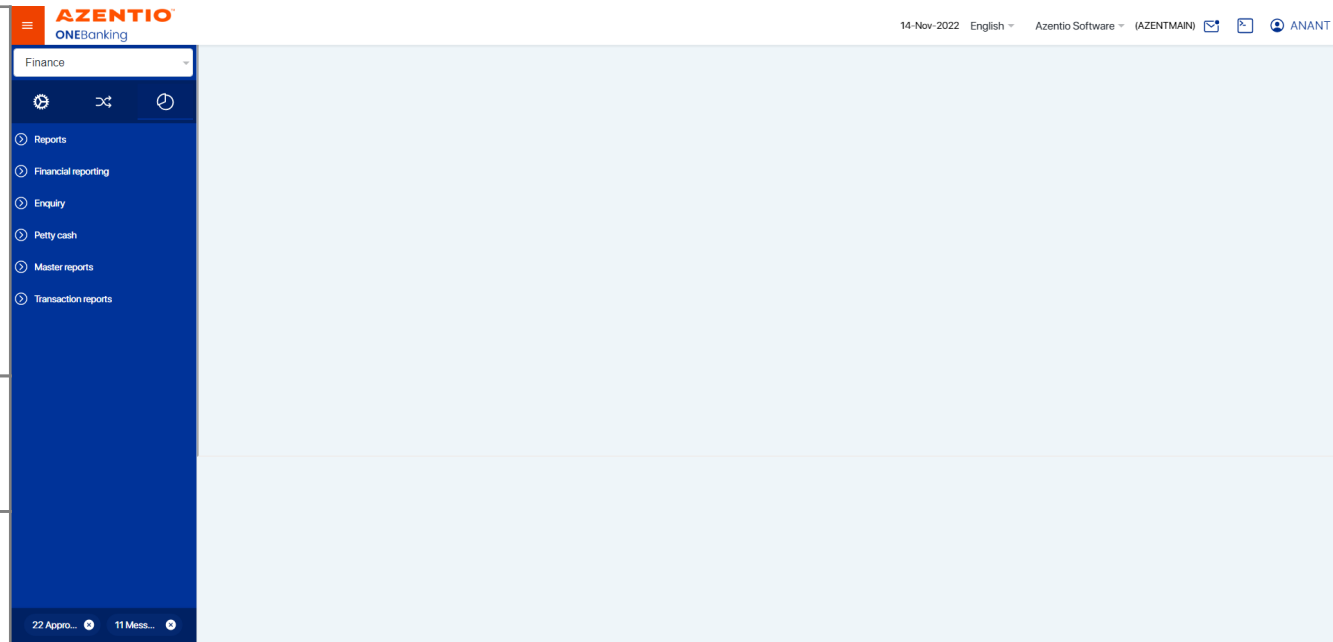 AZENTIO™
ONEBanking
14-Nov-2022 English Azentio Software (AZENTMAIN) ANANT
Finance
Reports
Financial reporting
Enquiry
Petty cash
Master reports
Transaction reports
22 Appro... 11 Mess...